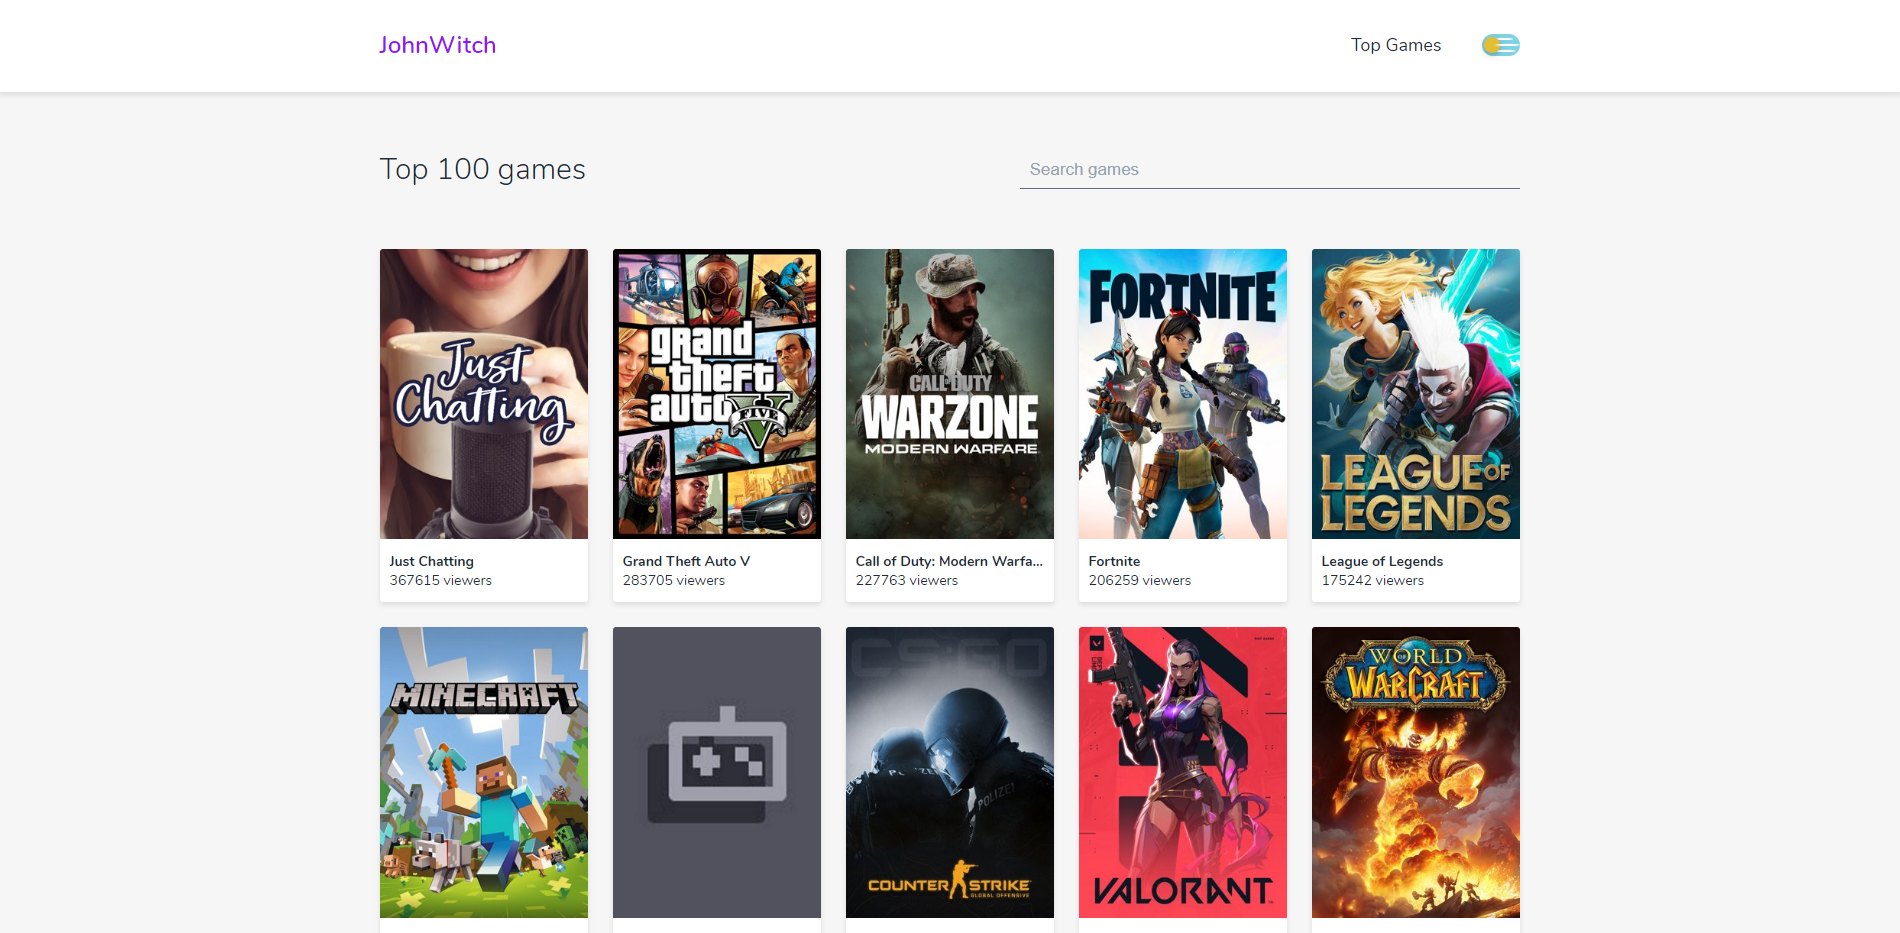 JohnWitch
Top Games
Top 100 games
Search games
Just
Chatting
grand
theft
auto
FIVE
CALL OF DUTY
WARZONE
MODERN WARFARE
FORTNITE
LEAGUE OF
LEGENDS
Just Chatting
367615 viewers
Grand Theft Auto V
283705 viewers
Call of Duty: Modern Warfa...
227763 viewers
Fortnite
206259 viewers
League of Legends
175242 viewers
MINECRAFT
CS:GO
POLIZEI
COUNTER STRIKE
GLOBAL OFFENSIVE
VALORANT
WORLD
OF
WARCRAFT